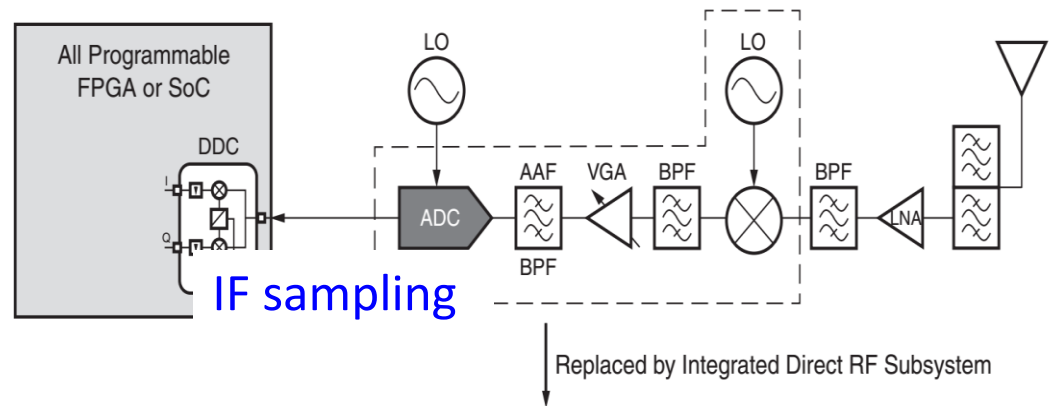 All Programmable
FPGA or SoC
DDC
I
Q
LO
LO
ADC
AAF
BPF
VGA
BPF
BPF
LNA
IF sampling
Replaced by Integrated Direct RF Subsystem